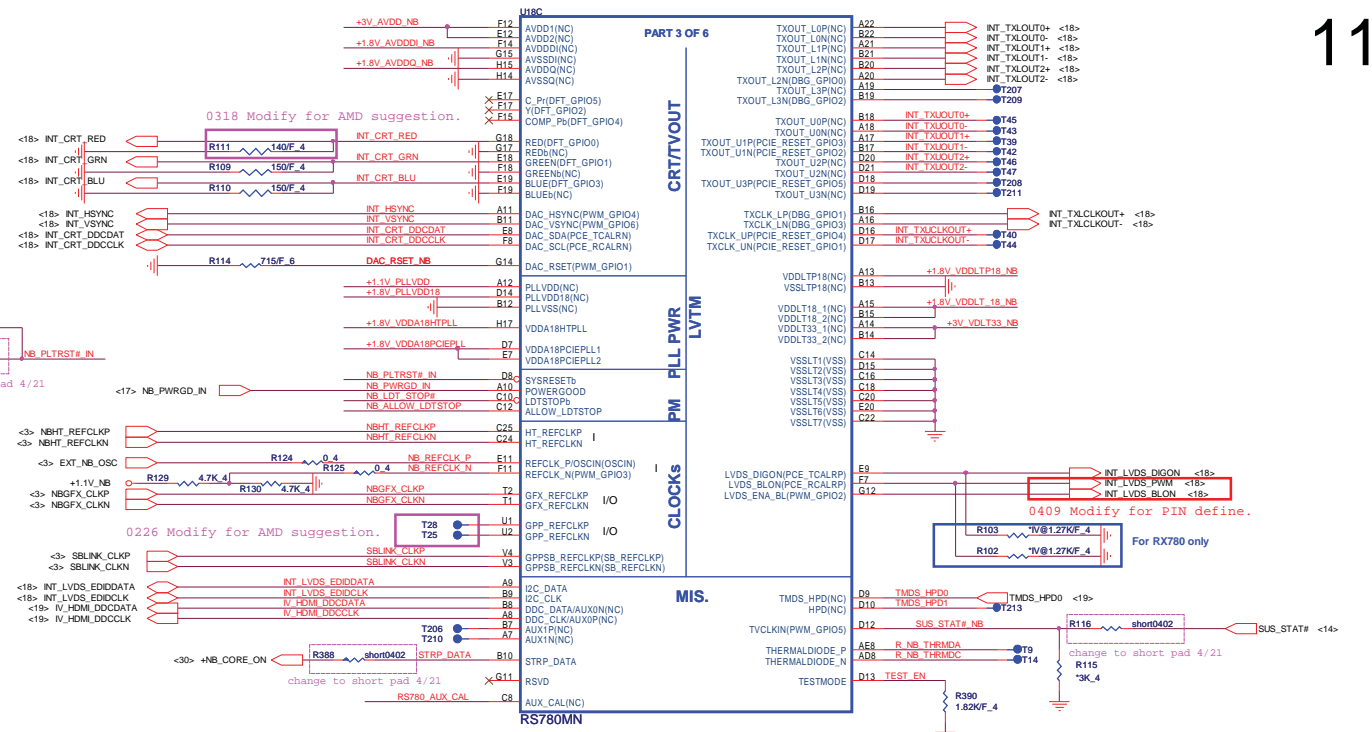 11
U18C
PART 3 OF 6
CRT/TVOUT
PLL PWR
LVTM
PM
CLOCKs
MIS.
RS780MN
+3V_AVDD_NB F12 AVDD1(NC)
E12 AVDD2(NC)
+1.8V_AVDDDI_NB F14 AVDDDI(NC)
G15 AVSSDI(NC)
+1.8V_AVDDQ_NB H15 AVDDQ(NC)
H14 AVSSQ(NC)
E17 C_Pr(DFT_GPIO5)
F17 Y(DFT_GPIO2)
F15 COMP_Pb(DFT_GPIO4)
0318 Modify for AMD suggestion.
<18> INT_CRT_RED INT_CRT_RED G18 RED(DFT_GPIO0)
R111 140/F_4 G17 REDb(NC)
<18> INT_CRT_GRN INT_CRT_GRN E18 GREEN(DFT_GPIO1)
R109 150/F_4 F18 GREENb(NC)
<18> INT_CRT_BLU INT_CRT_BLU E19 BLUE(DFT_GPIO3)
R110 150/F_4 F19 BLUEb(NC)
<18> INT_HSYNC INT_HSYNC A11 DAC_HSYNC(PWM_GPIO4)
<18> INT_VSYNC INT_VSYNC B11 DAC_VSYNC(PWM_GPIO6)
<18> INT_CRT_DDCDAT INT_CRT_DDCDAT E8 DAC_SDA(PCE_TCALRN)
<18> INT_CRT_DDCCLK INT_CRT_DDCCLK F8 DAC_SCL(PCE_RCALRN)
R114 715/F_6 DAC_RSET_NB G14 DAC_RSET(PWM_GPIO1)
+1.1V_PLLVDD A12 PLLVDD(NC)
+1.8V_PLLVDD18 D14 PLLVDD18(NC)
B12 PLLVSS(NC)
+1.8V_VDDA18HTPLL H17 VDDA18HTPLL
+1.8V_VDDA18PCIEPLL D7 VDDA18PCIEPLL1
E7 VDDA18PCIEPLL2
NB_PLTRST#_IN
ad 4/21
NB_PLTRST#_IN D8 SYSRESETb
<17> NB_PWRGD_IN NB_PWRGD_IN A10 POWERGOOD
NB_LDT_STOP# C10 LDTSTOPb
NB_ALLOW_LDTSTOP C12 ALLOW_LDTSTOP
<3> NBHT_REFCLKP NBHT_REFCLKP C25 HT_REFCLKP I
<3> NBHT_REFCLKN NBHT_REFCLKN C24 HT_REFCLKN
<3> EXT_NB_OSC R124 0_4 NB_REFCLK_P E11 REFCLK_P/OSCIN(OSCIN) I
R125 0_4 NB_REFCLK_N F11 REFCLK_N(PWM_GPIO3)
+1.1V_NB R129 4.7K_4 R130 4.7K_4
<3> NBGFX_CLKP NBGFX_CLKP T2 GFX_REFCLKP I/O
<3> NBGFX_CLKN NBGFX_CLKN T1 GFX_REFCLKN
0226 Modify for AMD suggestion.
T28 U1 GPP_REFCLKP I/O
T25 U2 GPP_REFCLKN
<3> SBLINK_CLKP SBLINK_CLKP V4 GPPSB_REFCLKP(SB_REFCLKP)
<3> SBLINK_CLKN SBLINK_CLKN V3 GPPSB_REFCLKN(SB_REFCLKN)
<18> INT_LVDS_EDIDDATA INT_LVDS_EDIDDATA A9 I2C_DATA
<18> INT_LVDS_EDIDCLK INT_LVDS_EDIDCLK B9 I2C_CLK
<19> IV_HDMI_DDCDATA IV_HDMI_DDCDATA B8 DDC_DATA/AUX0N(NC)
<19> IV_HDMI_DDCCLK IV_HDMI_DDCCLK A8 DDC_CLK/AUX0P(NC)
T206 B7 AUX1P(NC)
T210 A7 AUX1N(NC)
<30> +NB_CORE_ON R388 short0402 STRP_DATA B10 STRP_DATA
change to short pad 4/21
G11 RSVD
RS780_AUX_CAL C8 AUX_CAL(NC)
TXOUT_L0P(NC) A22 INT_TXLOUT0+ <18>
TXOUT_L0N(NC) B22 INT_TXLOUT0- <18>
TXOUT_L1P(NC) A21 INT_TXLOUT1+ <18>
TXOUT_L1N(NC) B21 INT_TXLOUT1- <18>
TXOUT_L2P(NC) B20 INT_TXLOUT2+ <18>
TXOUT_L2N(DBG_GPIO0) A20 INT_TXLOUT2- <18>
TXOUT_L3P(NC) A19 T207
TXOUT_L3N(DBG_GPIO2) B19 T209
TXOUT_U0P(NC) B18 INT_TXUOUT0+ T45
TXOUT_U0N(NC) A18 INT_TXUOUT0- T43
TXOUT_U1P(PCIE_RESET_GPIO3) A17 INT_TXUOUT1+ T39
TXOUT_U1N(PCIE_RESET_GPIO2) B17 INT_TXUOUT1- T42
TXOUT_U2P(NC) D20 INT_TXUOUT2+ T46
TXOUT_U2N(NC) D21 INT_TXUOUT2- T47
TXOUT_U3P(PCIE_RESET_GPIO5) D18 T208
TXOUT_U3N(NC) D19 T211
TXCLK_LP(DBG_GPIO1) B16 INT_TXLCLKOUT+ <18>
TXCLK_LN(DBG_GPIO3) A16 INT_TXLCLKOUT- <18>
TXCLK_UP(PCIE_RESET_GPIO4) D16 INT_TXUCLKOUT+ T40
TXCLK_UN(PCIE_RESET_GPIO1) D17 INT_TXUCLKOUT- T44
VDDLTP18(NC) A13 +1.8V_VDDLTP18_NB
VSSLTP18(NC) B13
VDDLT18_1(NC) A15 +1.8V_VDDLT_18_NB
VDDLT18_2(NC) B15
VDDLT33_1(NC) A14 +3V_VDLT33_NB
VDDLT33_2(NC) B14
VSSLT1(VSS) C14
VSSLT2(VSS) D15
VSSLT3(VSS) C16
VSSLT4(VSS) C18
VSSLT5(VSS) C20
VSSLT6(VSS) E20
VSSLT7(VSS) C22
LVDS_DIGON(PCE_TCALRP) E9 INT_LVDS_DIGON <18>
LVDS_BLON(PCE_RCALRP) F7 INT_LVDS_PWM <18>
LVDS_ENA_BL(PWM_GPIO2) G12 INT_LVDS_BLON <18>
0409 Modify for PIN define.
R103 *IV@1.27K/F_4
R102 *IV@1.27K/F_4
For RX780 only
TMDS_HPD(NC) D9 TMDS_HPD0 TMDS_HPD0 <19>
HPD(NC) D10 TMDS_HPD1 T213
TVCLKIN(PWM_GPIO5) D12 SUS_STAT#_NB R116 short0402 SUS_STAT# <14>
change to short pad 4/21
THERMALDIODE_P AE8 R_NB_THRMDA T9
THERMALDIODE_N AD8 R_NB_THRMDC T14
R115
*3K_4
TESTMODE D13 TEST_EN
R390
1.82K/F_4